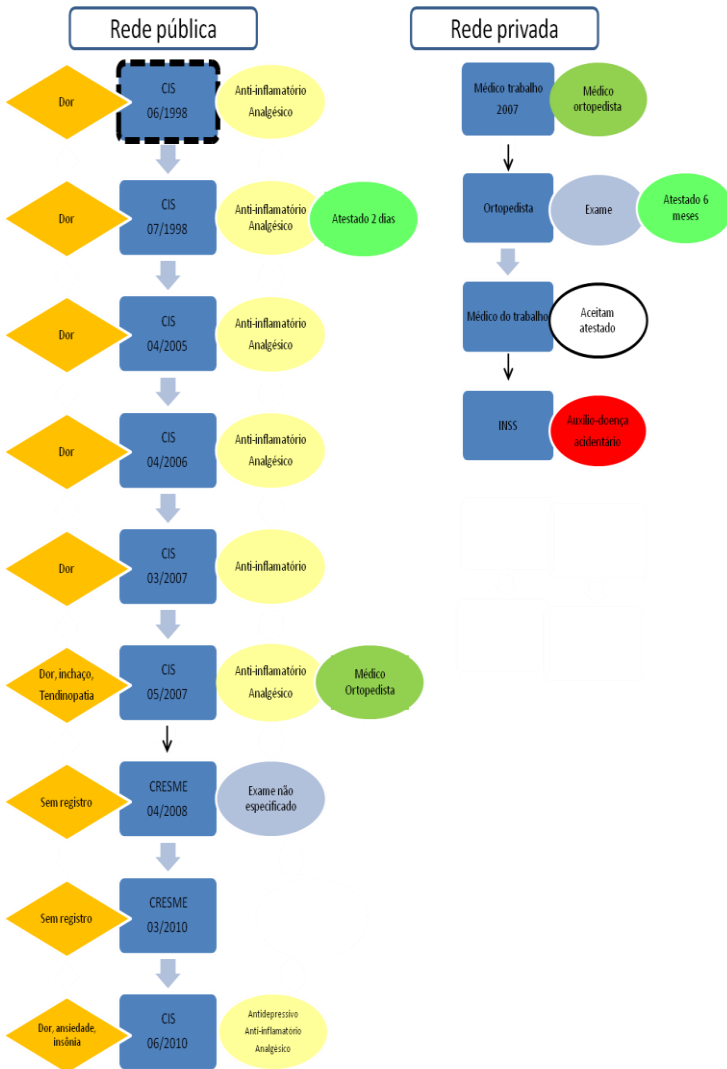 Rede pública
Rede privada
Dor
CIS
06/1998
Anti-inflamatório
Analgésico
Dor
CIS
07/1998
Anti-inflamatório
Analgésico
Atestado 2 dias
Dor
CIS
04/2005
Anti-inflamatório
Analgésico
Dor
CIS
04/2006
Anti-inflamatório
Analgésico
Dor
CIS
03/2007
Anti-inflamatório
Dor, inchaço,
Tendinopatia
CIS
05/2007
Anti-inflamatório
Analgésico
Médico
Ortopedista
Sem registro
CRESME
04/2008
Exame não
especificado
Sem registro
CRESME
03/2010
Dor, ansiedade,
insônia
CIS
06/2010
Antidepressivo
Anti-inflamatório
Analgésico
Médico trabalho
2007
Médico
ortopedista
Ortopedista
Exame
Atestado 6
meses
Médico do trabalho
Aceitam
atestado
INSS
Auxílio-doença
acidentário